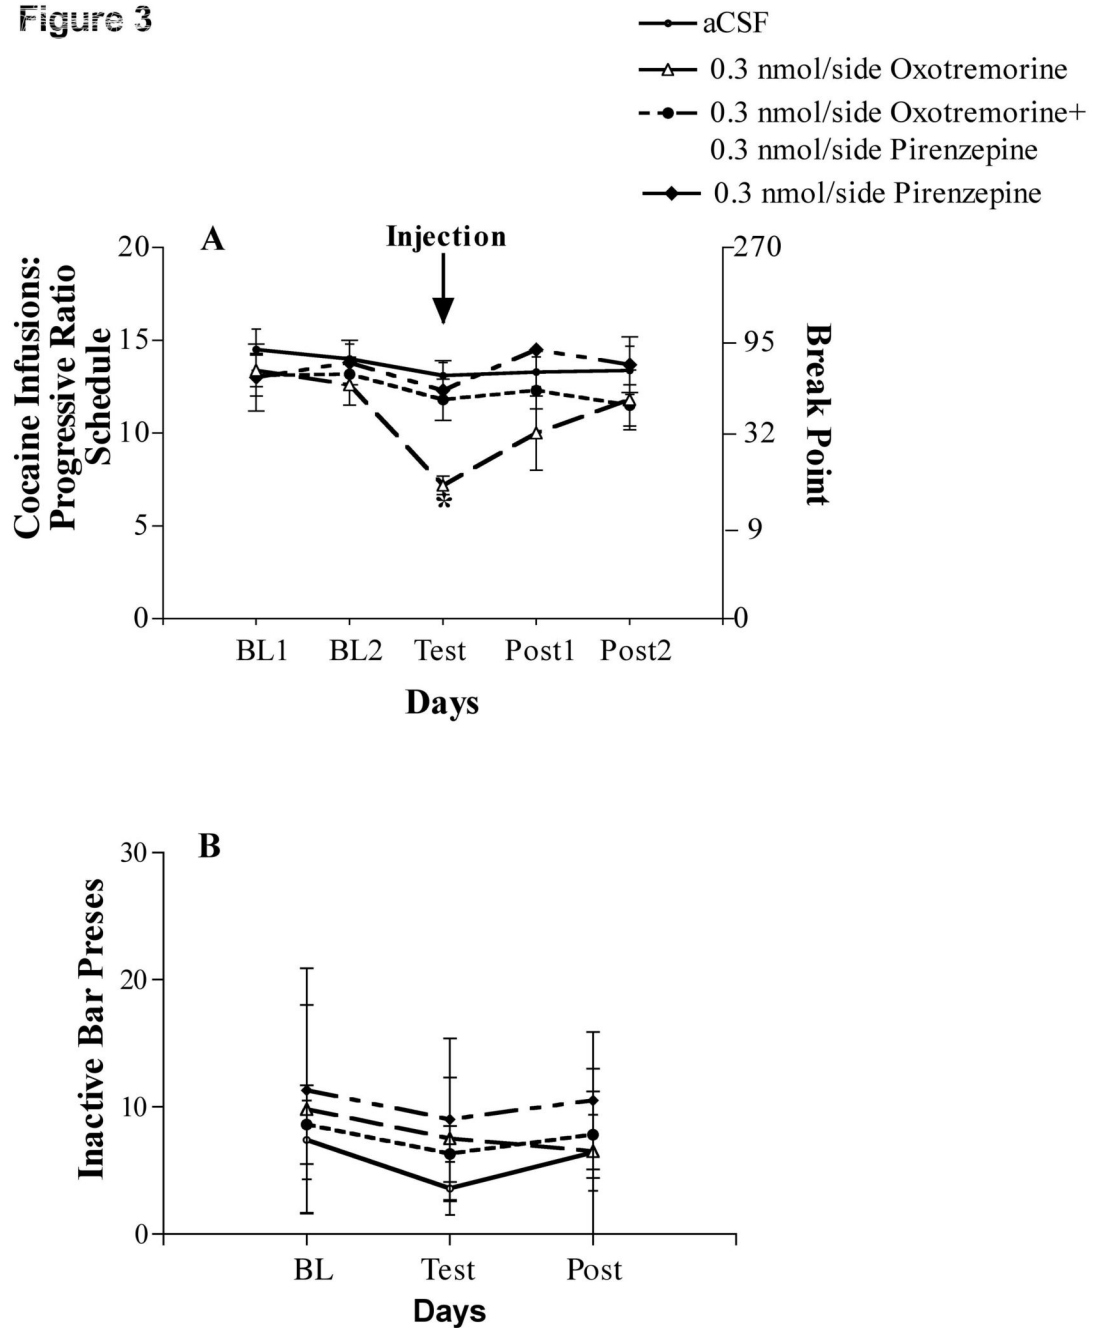 Figure 3
aCSF
0.3 nmol/side Oxotremorine
0.3 nmol/side Oxotremorine+
0.3 nmol/side Pirenzepine
0.3 nmol/side Pirenzepine
A
Injection
Cocaine Infusions:
Progressive Ratio
Schedule
20
15
10
5
0
270
95
32
9
0
Break Point
*
BL1 BL2 Test Post1 Post2
Days
B
Inactive Bar Preses
30
20
10
0
BL Test Post
Days